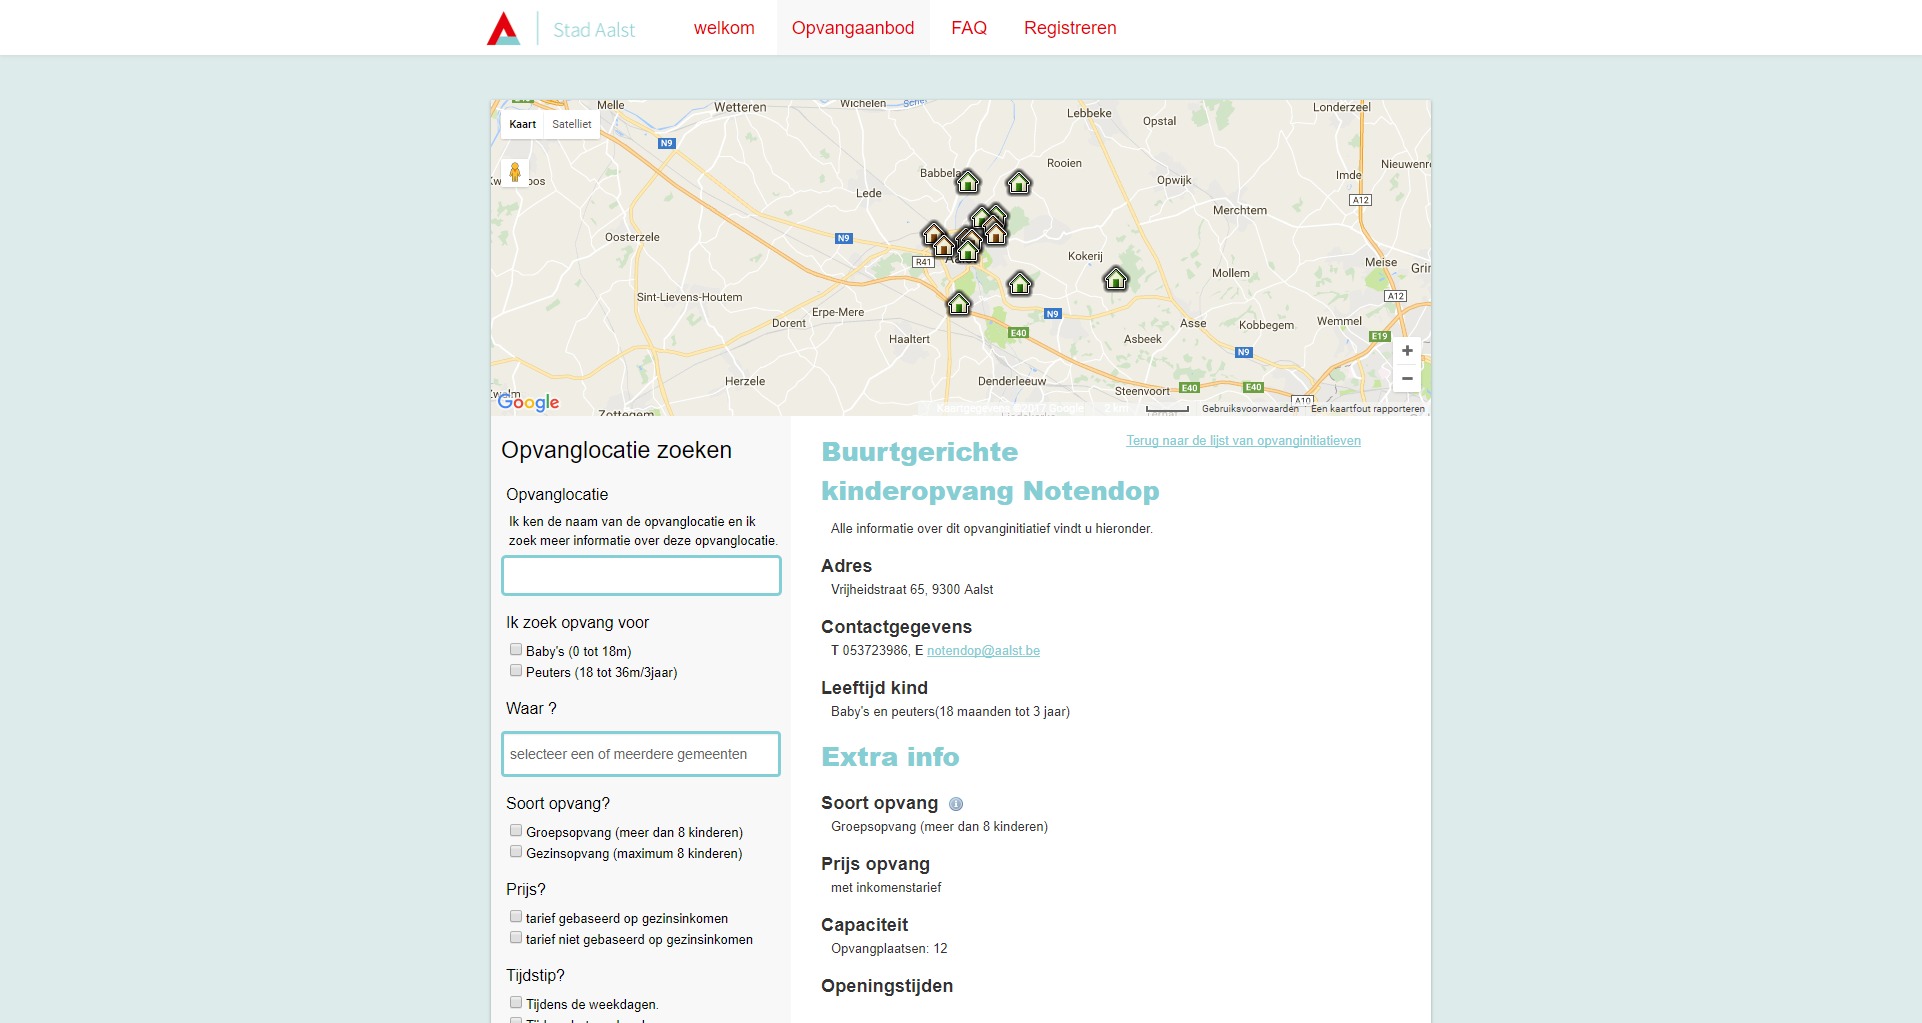 Stad Aalst
welkom
Opvangaanbod
FAQ
Registreren
Melle
Wetteren
Wichelen
Londerzeel
Kaart
Satelliet
Lebbeke
Opstal
N9
Rooien
Nieuwenr
Babbela
Imde
Opwijk
Lede
A12
Merchtem
Oosterzele
N9
Kokerij
R41
Meise
Grin
Mollem
Sint-Lievens-Houtem
A12
Erpe-Mere
N9
Dorent
Asse
Kobbegem
Wemmel
E40
E19
Haaltert
Asbeek
N9
Herzele
Denderleeuw
Steenvoort
E40
E40
A10
Google
Zottegem
2 km
Gebruiksvoorwaarden
Een kaartfout rapporteren
Opvanglocatie zoeken
Opvanglocatie
Ik ken de naam van de opvanglocatie en ik
zoek meer informatie over deze opvanglocatie.
Ik zoek opvang voor
Baby's (0 tot 18m)
Peuters (18 tot 36m/3jaar)
Waar ?
selecteer een of meerdere gemeenten
Soort opvang?
Groepsopvang (meer dan 8 kinderen)
Gezinsopvang (maximum 8 kinderen)
Prijs?
tarief gebaseerd op gezinsinkomen
tarief niet gebaseerd op gezinsinkomen
Tijdstip?
Tijdens de weekdagen.
Terug naar de lijst van opvanginitiatieven
Buurtgerichte
kinderopvang Notendop
Alle informatie over dit opvanginitiatief vindt u hieronder.
Adres
Vrijheidstraat 65, 9300 Aalst
Contactgegevens
T 053723986, E notendop@aalst.be
Leeftijd kind
Baby's en peuters(18 maanden tot 3 jaar)
Extra info
Soort opvang
Groepsopvang (meer dan 8 kinderen)
Prijs opvang
met inkomenstarief
Capaciteit
Opvangplaatsen: 12
Openingstijden